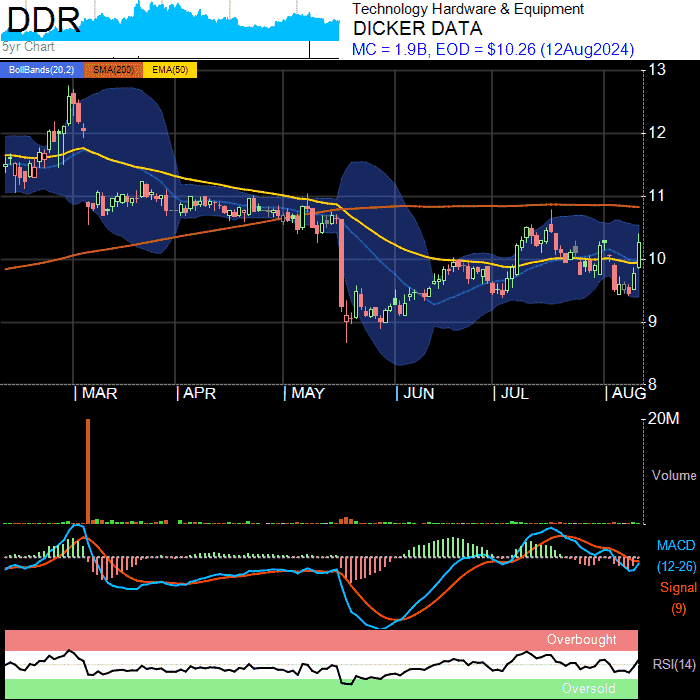 DDR
Technology Hardware & Equipment
DICKER DATA
5yr Chart
MC = 1.9B, EOD = $10.26 (12Aug2024)
BollBands(20,2) SMA(200) EMA(50)
13
12
11
10
9
8
MAR APR MAY JUN JUL AUG
20M
Volume
MACD
(12-26)
Signal
(9)
Overbought
RSI(14)
Oversold